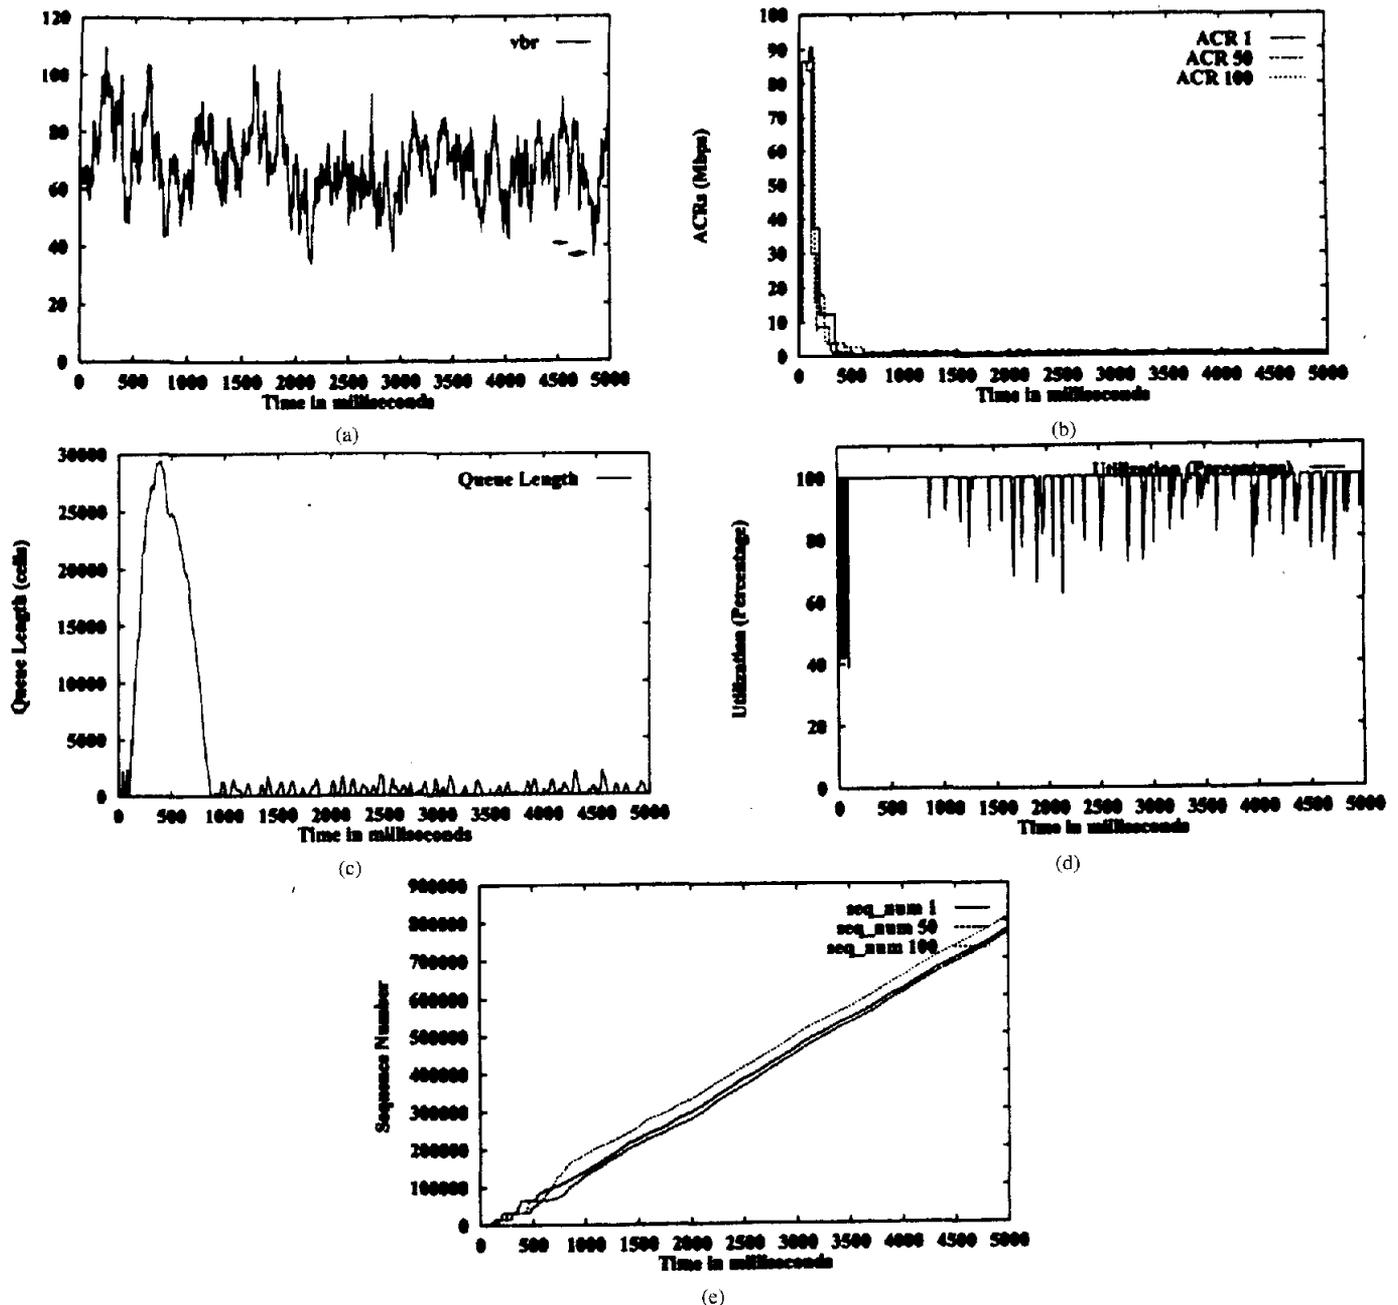 120
100
80
60
40
20
0
vbr
0 500 1000 1500 2000 2500 3000 3500 4000 4500 5000
Time in milliseconds
(a)
100
90
80
70
60
50
40
30
20
10
0
ACRs (Mbps)
ACR 1
ACR 50
ACR 100
0 500 1000 1500 2000 2500 3000 3500 4000 4500 5000
Time in milliseconds
(b)
30000
25000
20000
15000
10000
5000
0
Queue Length (cells)
Queue Length
0 500 1000 1500 2000 2500 3000 3500 4000 4500 5000
Time in milliseconds
(c)
100
80
60
40
20
0
Utilization (Percentage)
Utilization (Percentage)
0 500 1000 1500 2000 2500 3000 3500 4000 4500 5000
Time in milliseconds
(d)
900000
800000
700000
600000
500000
400000
300000
200000
100000
0
Sequence Number
seq_num 1
seq_num 50
seq_num 100
0 500 1000 1500 2000 2500 3000 3500 4000 4500 5000
Time in milliseconds
(e)